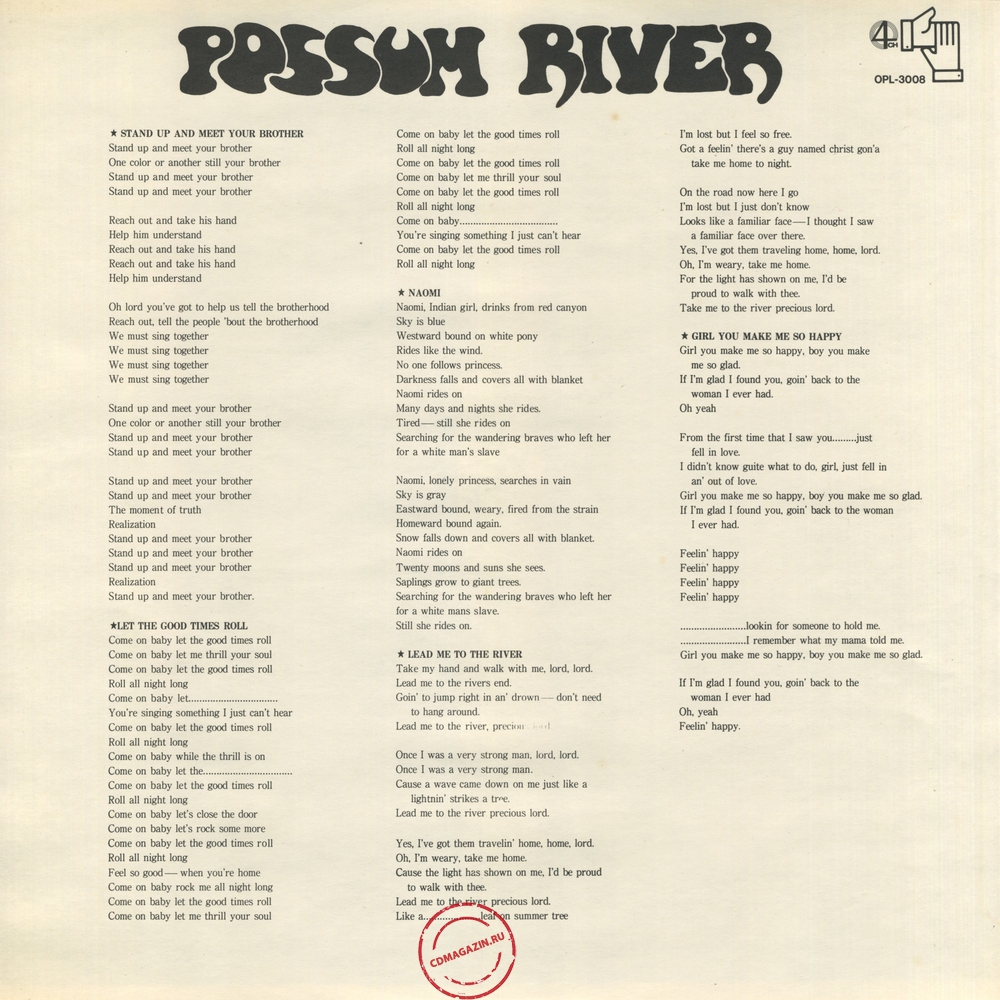 POSSUM RIVER
4CH
OPL-3008
★ STAND UP AND MEET YOUR BROTHER
Stand up and meet your brother
One color or another still your brother
Stand up and meet your brother
Stand up and meet your brother
Reach out and take his hand
Help him understand
Reach out and take his hand
Reach out and take his hand
Help him understand
Oh lord you've got to help us tell the brotherhood
Reach out, tell the people 'bout the brotherhood
We must sing together
We must sing together
We must sing together
We must sing together
Stand up and meet your brother
One color or another still your brother
Stand up and meet your brother
Stand up and meet your brother
Stand up and meet your brother
Stand up and meet your brother
The moment of truth
Realization
Stand up and meet your brother
Stand up and meet your brother
Stand up and meet your brother
Realization
Stand up and meet your brother.
★LET THE GOOD TIMES ROLL
Come on baby let the good times roll
Come on baby let me thrill your soul
Come on baby let the good times roll
Roll all night long
Come on baby let.................................
You're singing something I just can't hear
Come on baby let the good times roll
Roll all night long
Come on baby while the thrill is on
Come on baby let the.................................
Come on baby let the good times roll
Roll all night long
Come on baby let's close the door
Come on baby let's rock some more
Come on baby let the good times roll
Roll all night long
Feel so good — when you're home
Come on baby rock me all night long
Come on baby let the good times roll
Come on baby let me thrill your soul
Come on baby let the good times roll
Roll all night long
Come on baby let the good times roll
Come on baby let me thrill your soul
Come on baby let the good times roll
Roll all night long
Come on baby....................................
You're singing something I just can't hear
Come on baby let the good times roll
Roll all night long
★ NAOMI
Naomi, Indian girl, drinks from red canyon
Sky is blue
Westward bound on white pony
Rides like the wind.
No one follows princess.
Darkness falls and covers all with blanket
Naomi rides on
Many days and nights she rides.
Tired — still she rides on
Searching for the wandering braves who left her
for a white man's slave
Naomi, lonely princess, searches in vain
Sky is gray
Eastward bound, weary, fired from the strain
Homeward bound again.
Snow falls down and covers all with blanket.
Naomi rides on
Twenty moons and suns she sees.
Saplings grow to giant trees.
Searching for the wandering braves who left her
for a white mans slave.
Still she rides on.
★ LEAD ME TO THE RIVER
Take my hand and walk with me, lord, lord.
Lead me to the rivers end.
Goin' to jump right in an' drown — don't need
to hang around.
Lead me to the river,
Once I was a very strong man, lord, lord.
Once I was a very strong man.
Cause a wave came down on me just like a
lightnin' strikes a tree.
Lead me to the river precious lord.
Yes, I've got them travelin' home, home, lord.
Oh, I'm weary, take me home.
Cause the light has shown on me, I'd be proud
to walk with thee.
Lead me to the river
Like a....................leaf on summer tree
I'm lost but I feel so free.
Got a feelin' there's a guy named christ gon'a
take me home to night.
On the road now here I go
I'm lost but I just don't know
Looks like a familiar face — I thought I saw
a familiar face over there.
Yes, I've got them traveling home, home, lord.
Oh, I'm weary, take me home.
For the light has shown on me, I'd be
proud to walk with thee.
Take me to the river precious lord.
★ GIRL YOU MAKE ME SO HAPPY
Girl you make me so happy, boy you make
me so glad.
If I'm glad I found you, goin' back to the
woman I ever had.
Oh yeah
From the first time that I saw you.........just
fell in love.
I didn't know guite what to do, girl, just fell in
an' out of love.
Girl you make me so happy, boy you make me so glad.
If I'm glad I found you, goin' back to the woman
I ever had.
Feelin' happy
Feelin' happy
Feelin' happy
Feelin' happy
........................lookin for someone to hold me.
........................I remember what my mama told me.
Girl you make me so happy, boy you make me so glad.
If I'm glad I found you, goin' back to the
woman I ever had
Oh, yeah
Feelin' happy.
CDMAGAZIN.RU